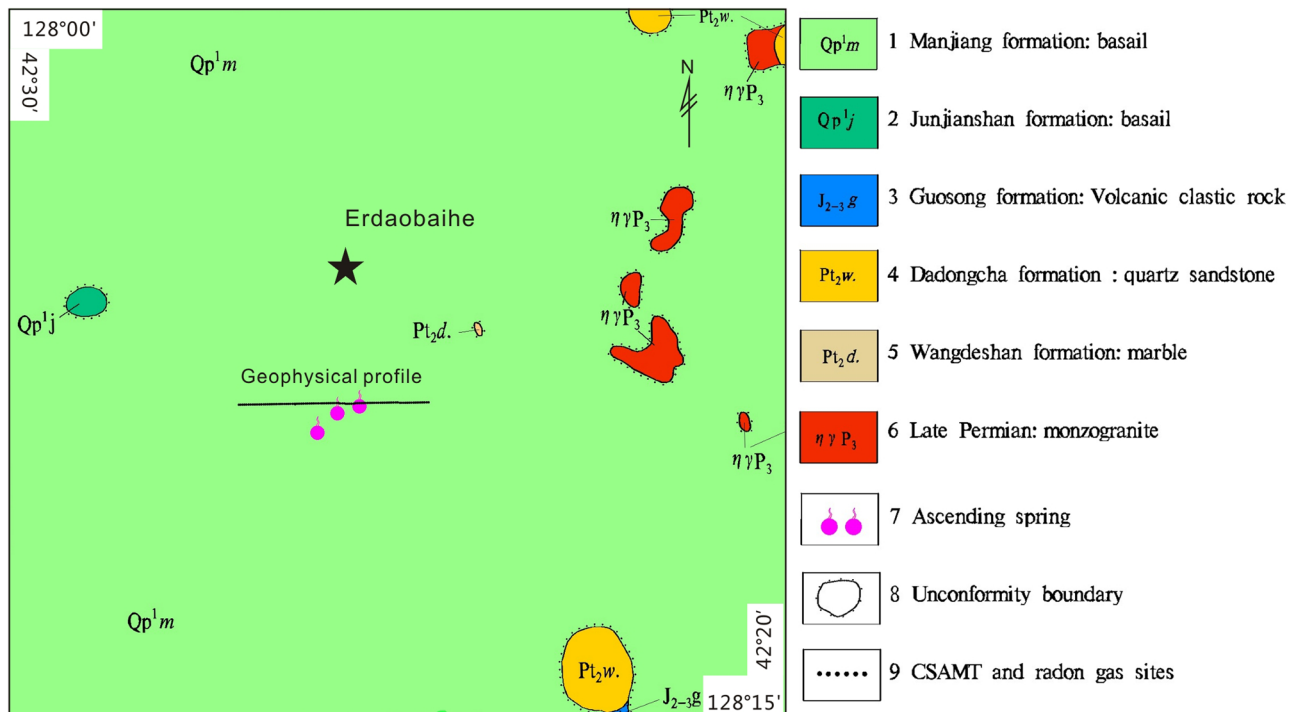 128°00′
42°30′
Qp¹m
Pt₂w.
ηγP₃
N
ηγP₃
Erdaobaihe
ηγP₃
Qp¹j
Pt₂d.
Geophysical profile
ηγP₃
Qp¹m
Pt₂w.
J₂₋₃g
42°20′
128°15′
Qp¹m 1 Manjiang formation: basail
Qp¹j 2 Junjianshan formation: basail
J₂₋₃g 3 Guosong formation: Volcanic clastic rock
Pt₂w. 4 Dadongcha formation : quartz sandstone
Pt₂d. 5 Wangdeshan formation: marble
ηγP₃ 6 Late Permian: monzogranite
7 Ascending spring
8 Unconformity boundary
9 CSAMT and radon gas sites